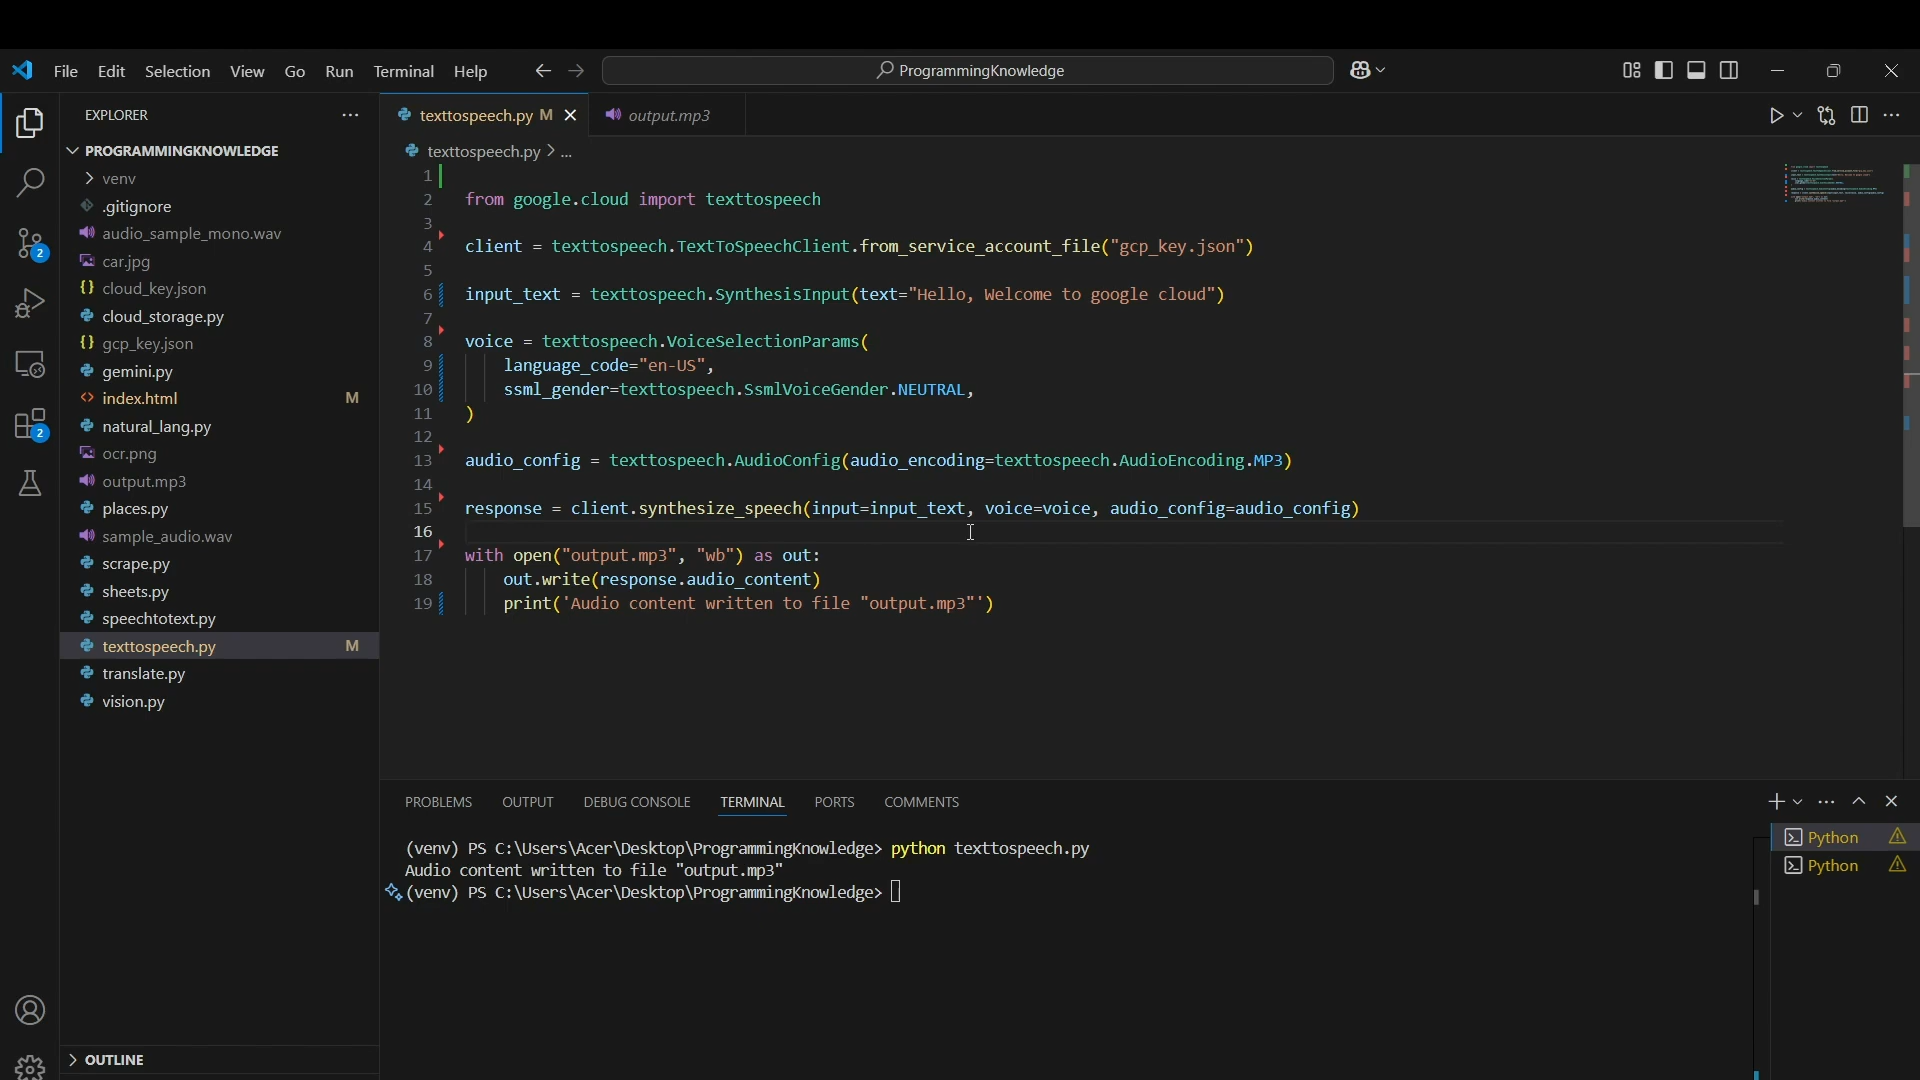 File Edit Selection View Go Run Terminal Help
ProgrammingKnowledge
EXPLORER
PROGRAMMINGKNOWLEDGE
venv
.gitignore
audio_sample_mono.wav
car.jpg
cloud_key.json
cloud_storage.py
gcp_key.json
gemini.py
index.html M
natural_lang.py
ocr.png
output.mp3
places.py
sample_audio.wav
scrape.py
sheets.py
speechtotext.py
texttospeech.py M
translate.py
vision.py
OUTLINE
2
2
texttospeech.py M output.mp3
texttospeech.py > ...
1
2 from google.cloud import texttospeech
3
4 client = texttospeech.TextToSpeechClient.from_service_account_file("gcp_key.json")
5
6 input_text = texttospeech.SynthesisInput(text="Hello, Welcome to google cloud")
7
8 voice = texttospeech.VoiceSelectionParams(
9 language_code="en-US",
10 ssml_gender=texttospeech.SsmlVoiceGender.NEUTRAL,
11 )
12
13 audio_config = texttospeech.AudioConfig(audio_encoding=texttospeech.AudioEncoding.MP3)
14
15 response = client.synthesize_speech(input=input_text, voice=voice, audio_config=audio_config)
16
17 with open("output.mp3", "wb") as out:
18 out.write(response.audio_content)
19 print('Audio content written to file "output.mp3"')
PROBLEMS OUTPUT DEBUG CONSOLE TERMINAL PORTS COMMENTS
(venv) PS C:\Users\Acer\Desktop\ProgrammingKnowledge> python texttospeech.py
Audio content written to file "output.mp3"
(venv) PS C:\Users\Acer\Desktop\ProgrammingKnowledge>
Python
Python